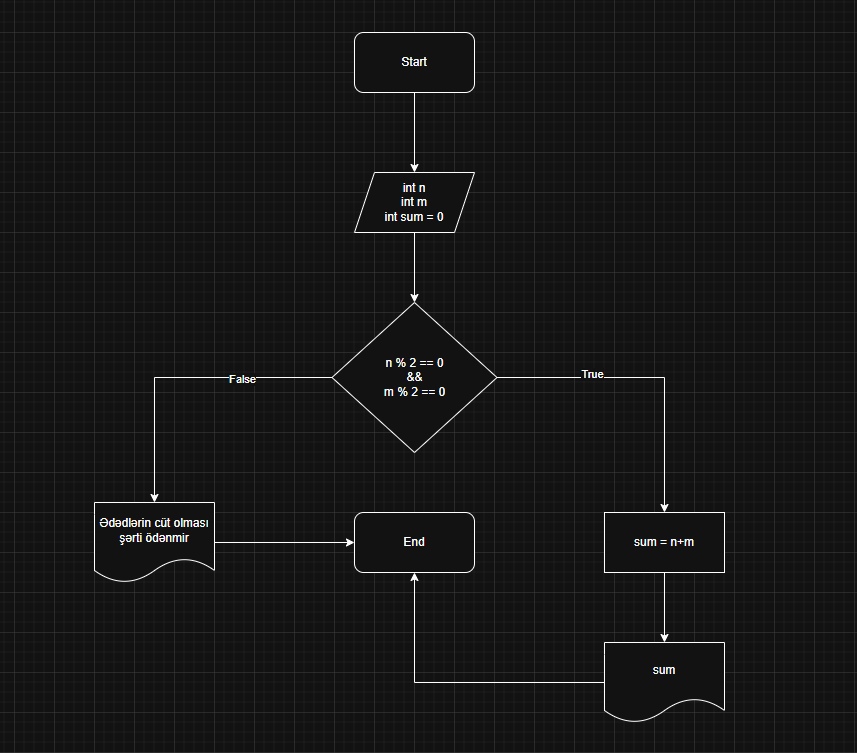 Start
int n
int m
int sum = 0
n % 2 == 0
&&
m % 2 == 0
False
True
Ədədlərin cüt olması
şərti ödənmir
End
sum = n+m
sum